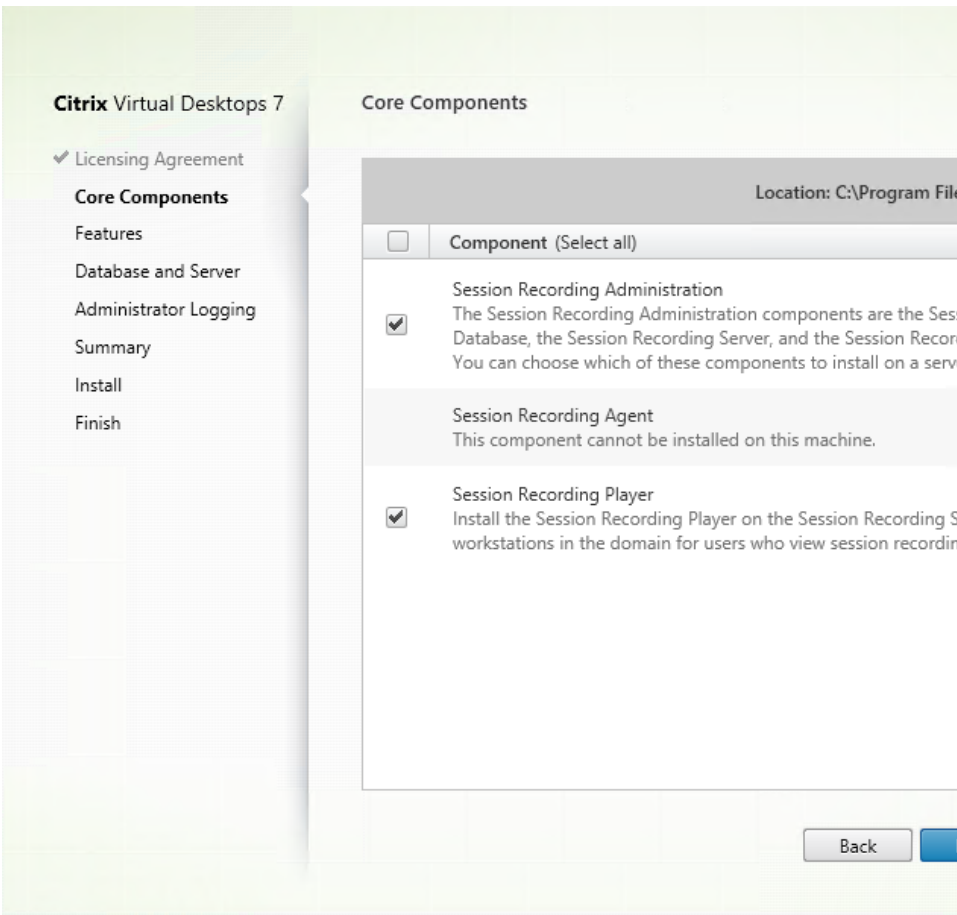 Citrix Virtual Desktops 7
Licensing Agreement
Core Components
Features
Database and Server
Administrator Logging
Summary
Install
Finish
Core Components
Location: C:\Program File
Component (Select all)
Session Recording Administration
The Session Recording Administration components are the Ses
Database, the Session Recording Server, and the Session Recor
You can choose which of these components to install on a serv
Session Recording Agent
This component cannot be installed on this machine.
Session Recording Player
Install the Session Recording Player on the Session Recording S
workstations in the domain for users who view session recordin
Back